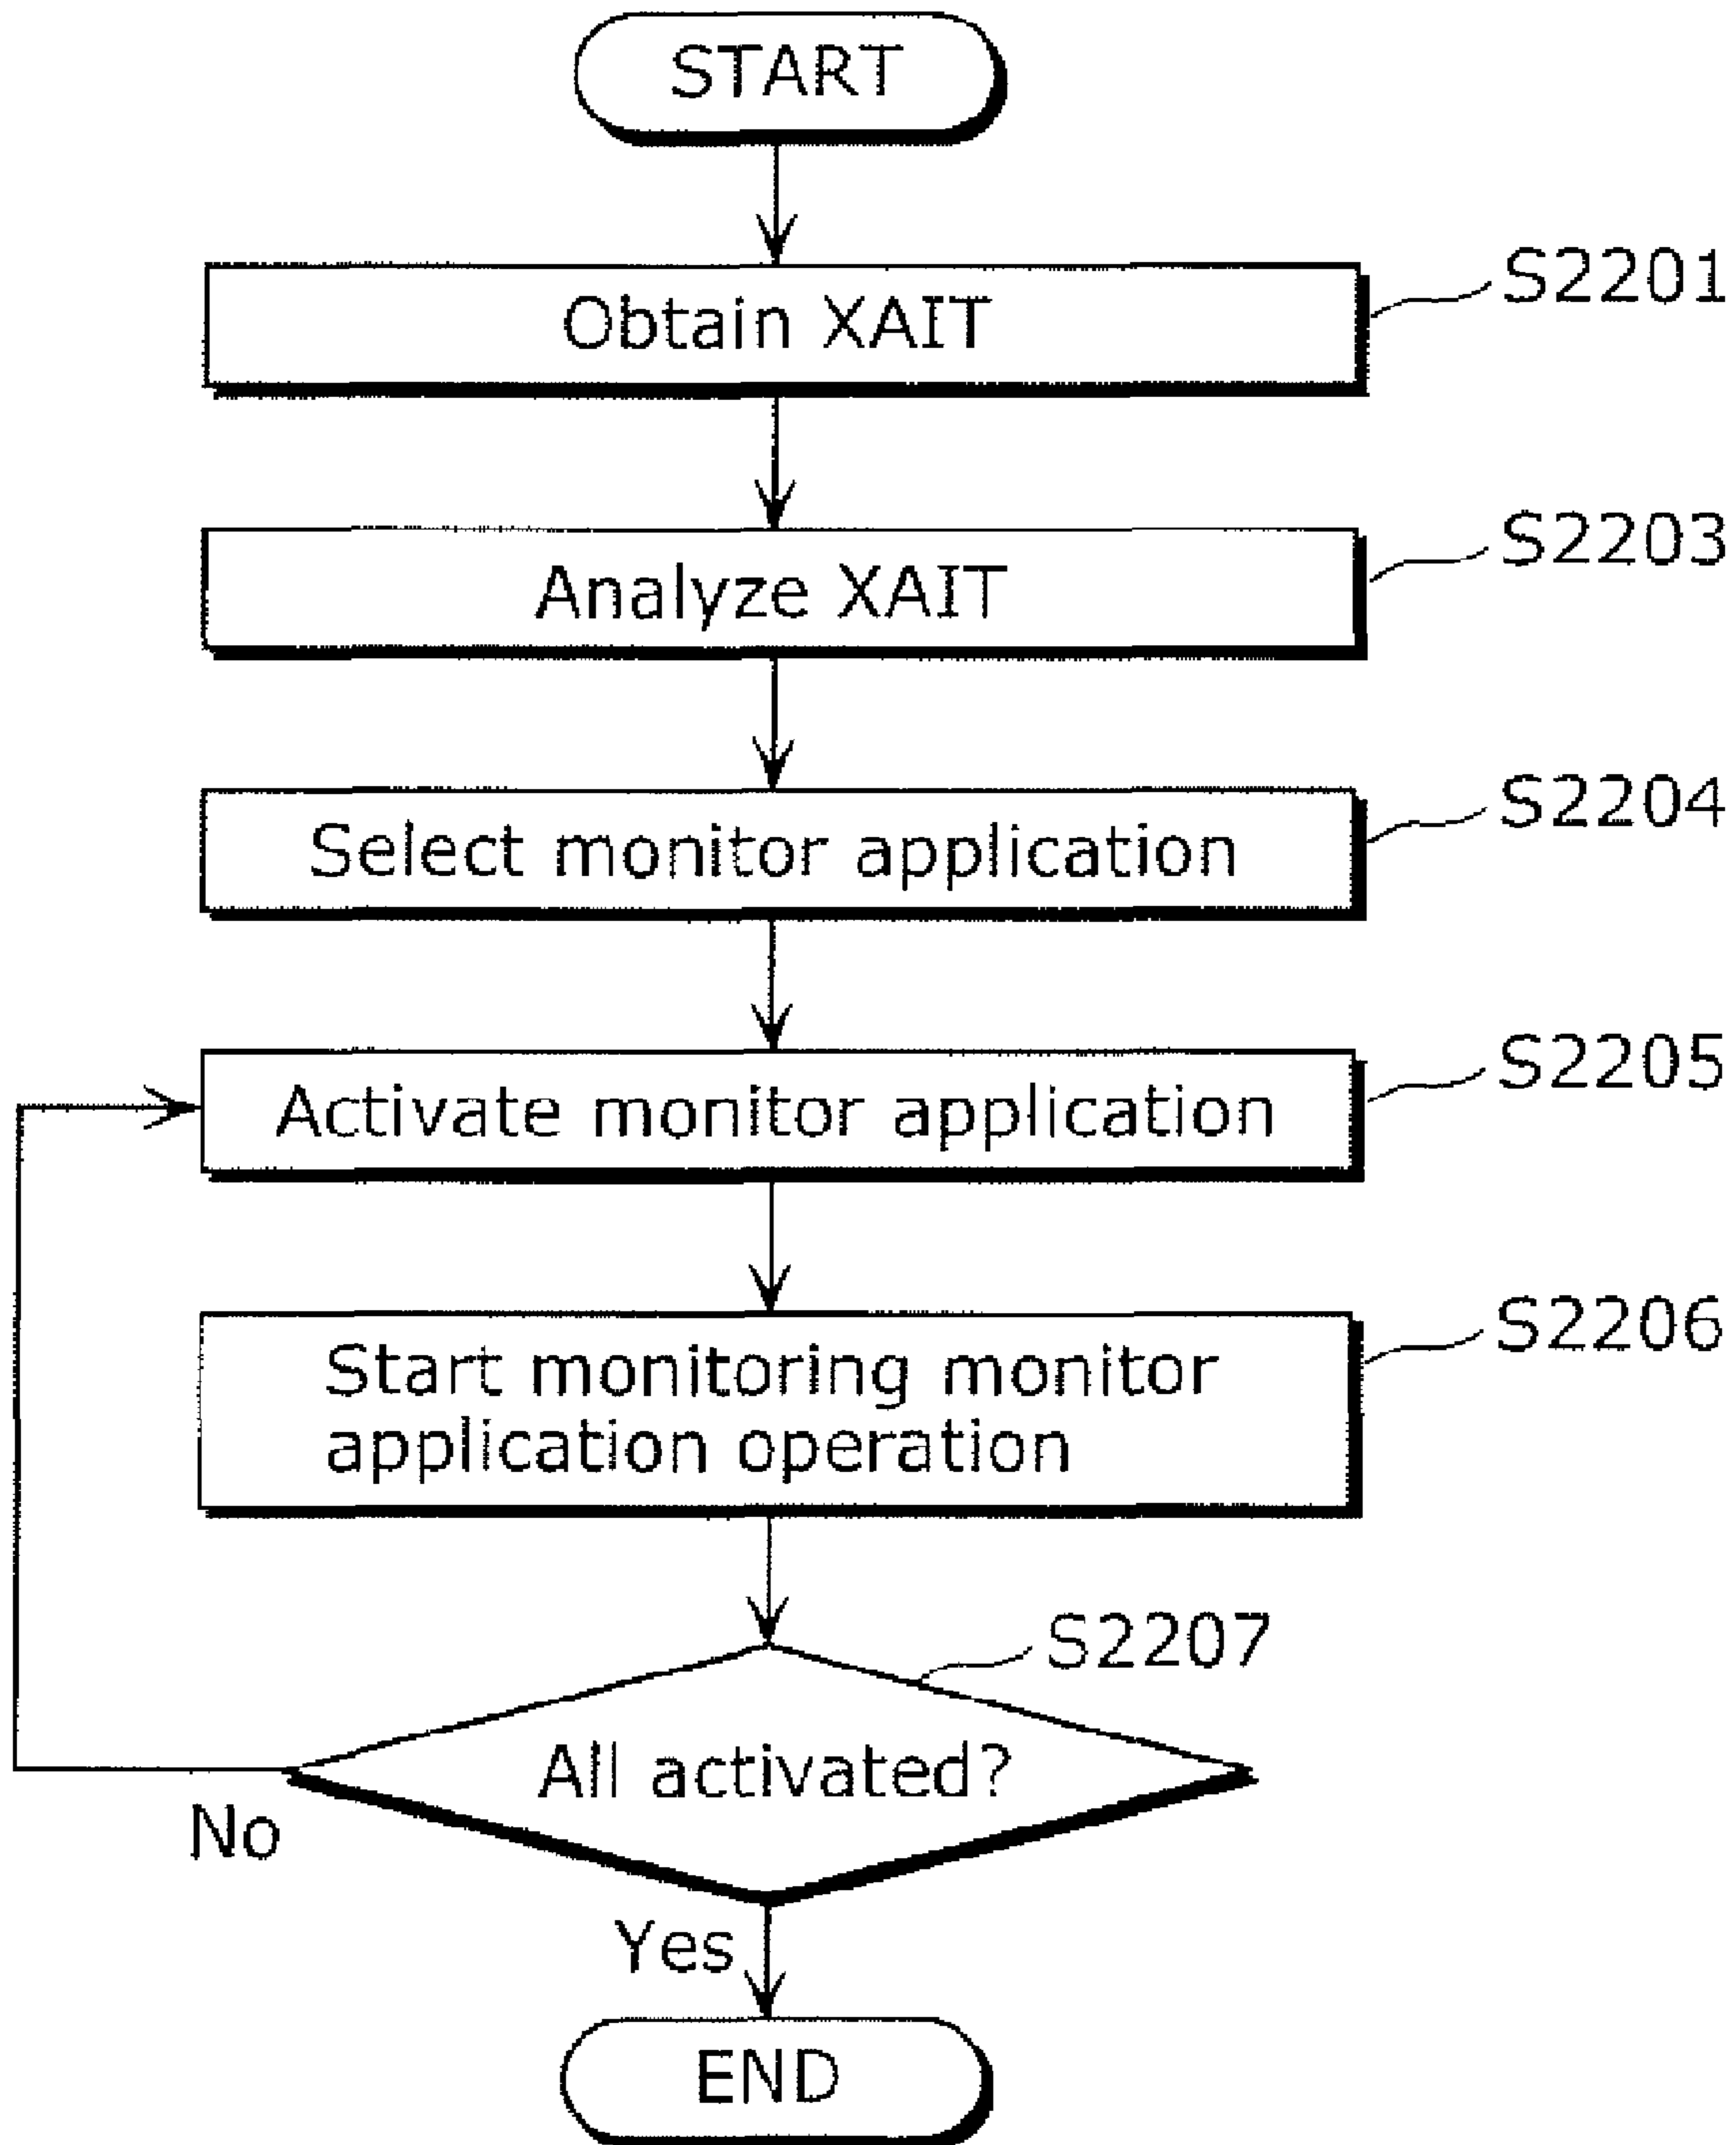 START
Obtain XAIT
S2201
Analyze XAIT
S2203
Select monitor application
S2204
Activate monitor application
S2205
Start monitoring monitor
application operation
S2206
S2207
All activated?
No
Yes
END